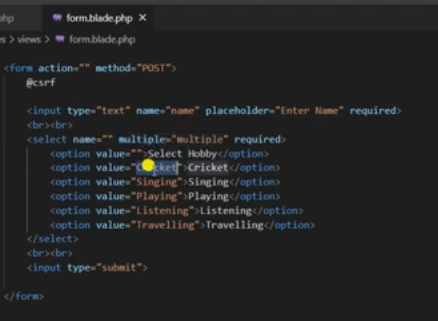 php
form.blade.php ×
es > views > form.blade.php
<form action="" method="POST">
@csrf
<input type="text" name="name" placeholder="Enter Name" required>
<br><br>
<select name="" multiple="multiple" required>
<option value="">Select Hobby</option>
<option value="Cricket">Cricket</option>
<option value="Singing">Singing</option>
<option value="Playing">Playing</option>
<option value="Listening">Listening</option>
<option value="Travelling">Travelling</option>
</select>
<br><br>
<input type="submit">
</form>